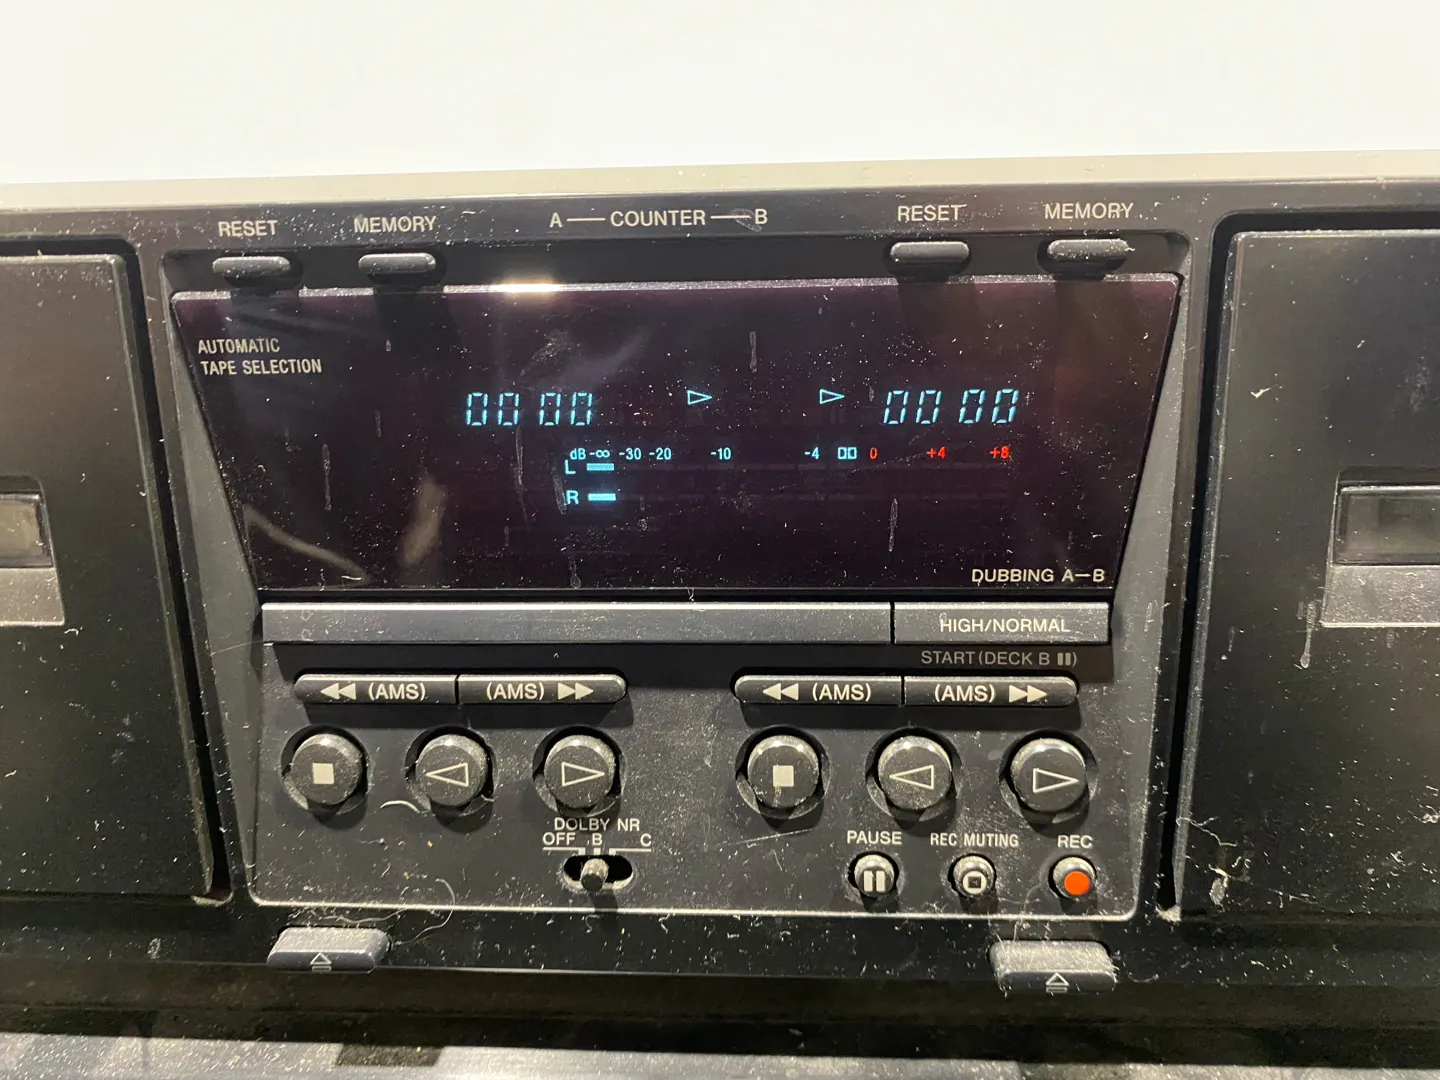 RESET MEMORY A — COUNTER — B RESET MEMORY
AUTOMATIC
TAPE SELECTION
00 00 ▷ ▷ 00 00
dB -∞ -30 -20 -10 -4 0 +4 +8
L
R
DUBBING A—B
HIGH/NORMAL
START (DECK B ▮▮)
◀◀ (AMS) (AMS) ▶▶ ◀◀ (AMS) (AMS) ▶▶
DOLBY NR
OFF B C
PAUSE REC MUTING REC